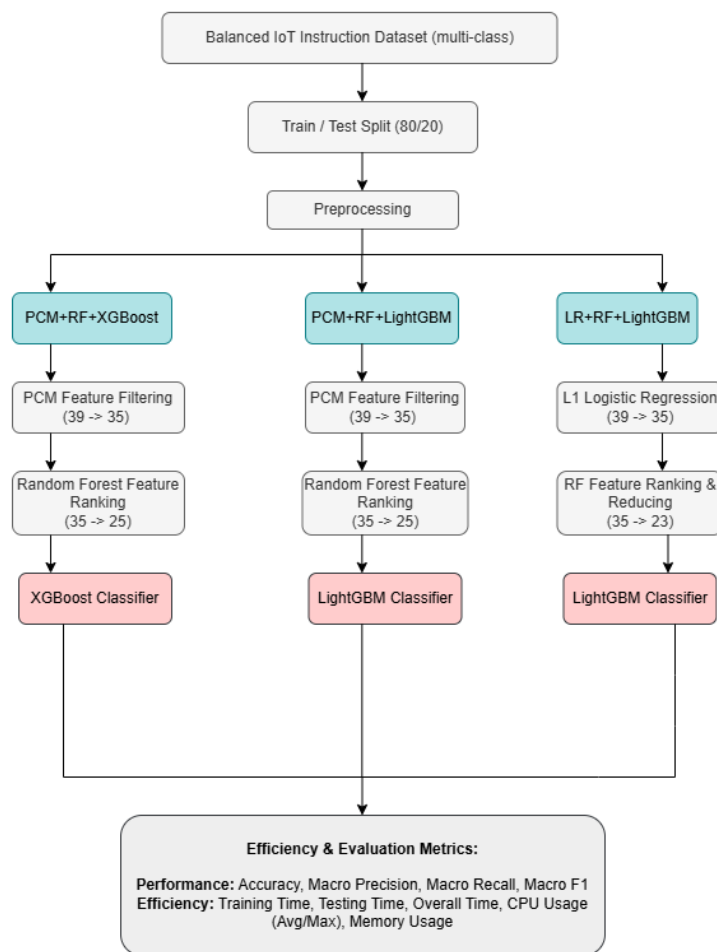 Balanced IoT Instruction Dataset (multi-class)
Train / Test Split (80/20)
Preprocessing
PCM+RF+XGBoost
PCM+RF+LightGBM
LR+RF+LightGBM
PCM Feature Filtering
(39 -> 35)
PCM Feature Filtering
(39 -> 35)
L1 Logistic Regression
(39 -> 35)
Random Forest Feature
Ranking
(35 -> 25)
Random Forest Feature
Ranking
(35 -> 25)
RF Feature Ranking &
Reducing
(35 -> 23)
XGBoost Classifier
LightGBM Classifier
LightGBM Classifier
Efficiency & Evaluation Metrics:
Performance: Accuracy, Macro Precision, Macro Recall, Macro F1
Efficiency: Training Time, Testing Time, Overall Time, CPU Usage
(Avg/Max), Memory Usage